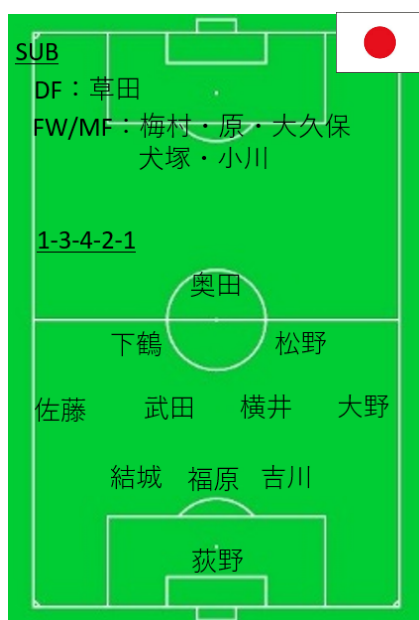 SUB
DF：草田
FW/MF：梅村・原・大久保
犬塚・小川
1-3-4-2-1
奥田
下鶴 松野
佐藤 武田 横井 大野
結城 福原 吉川
荻野